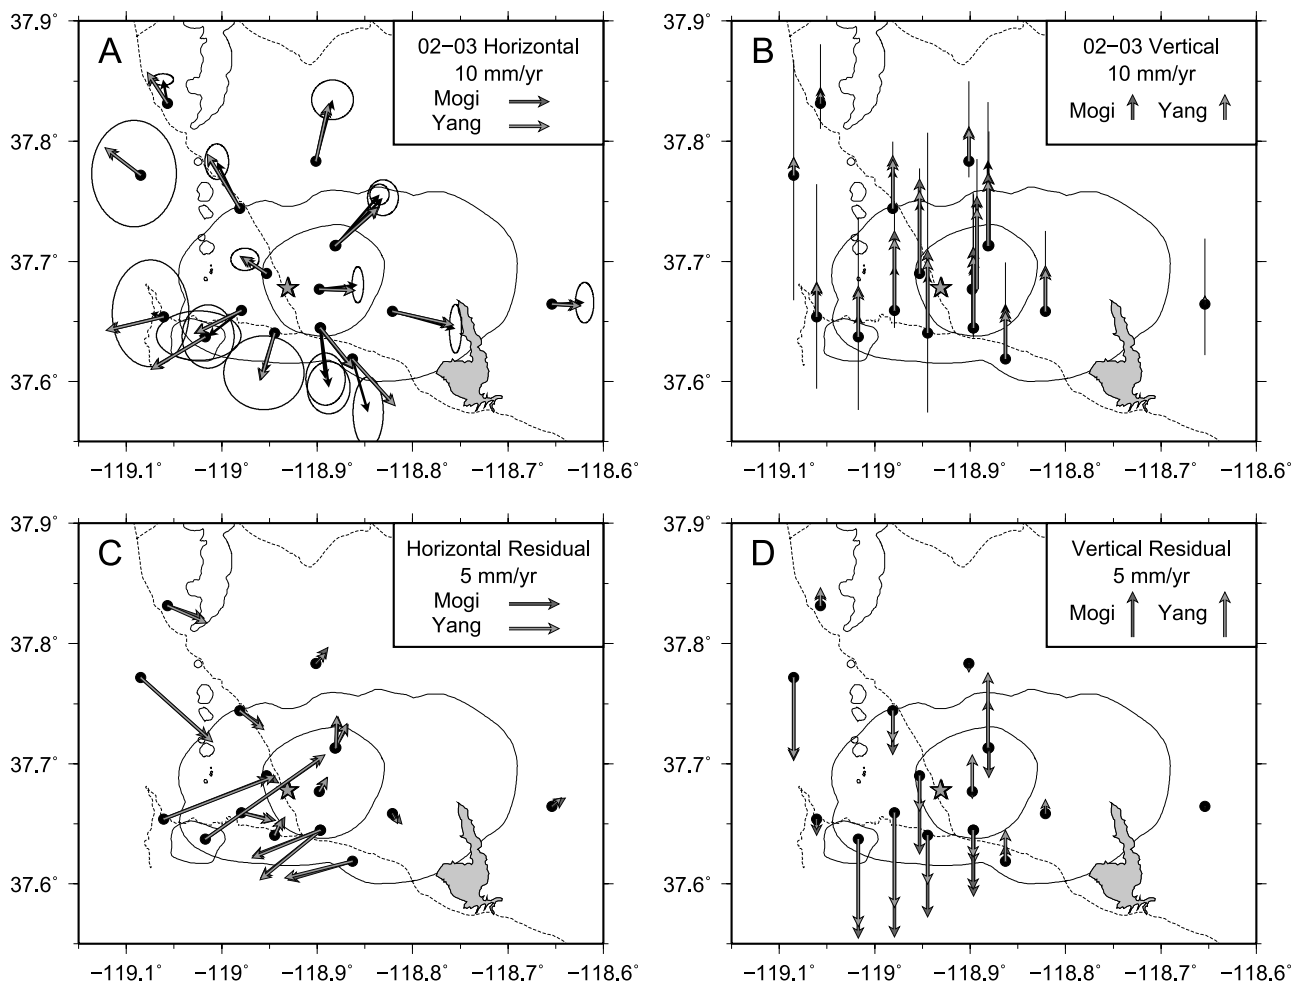 A
02−03 Horizontal
10 mm/yr
Mogi
Yang
37.9˚
37.8˚
37.7˚
37.6˚
−119.1˚ −119˚ −118.9˚ −118.8˚ −118.7˚ −118.6˚
B
02−03 Vertical
10 mm/yr
Mogi Yang
37.9˚
37.8˚
37.7˚
37.6˚
−119.1˚ −119˚ −118.9˚ −118.8˚ −118.7˚ −118.6˚
C
Horizontal Residual
5 mm/yr
Mogi
Yang
37.9˚
37.8˚
37.7˚
37.6˚
−119.1˚ −119˚ −118.9˚ −118.8˚ −118.7˚ −118.6˚
D
Vertical Residual
5 mm/yr
Mogi Yang
37.9˚
37.8˚
37.7˚
37.6˚
−119.1˚ −119˚ −118.9˚ −118.8˚ −118.7˚ −118.6˚